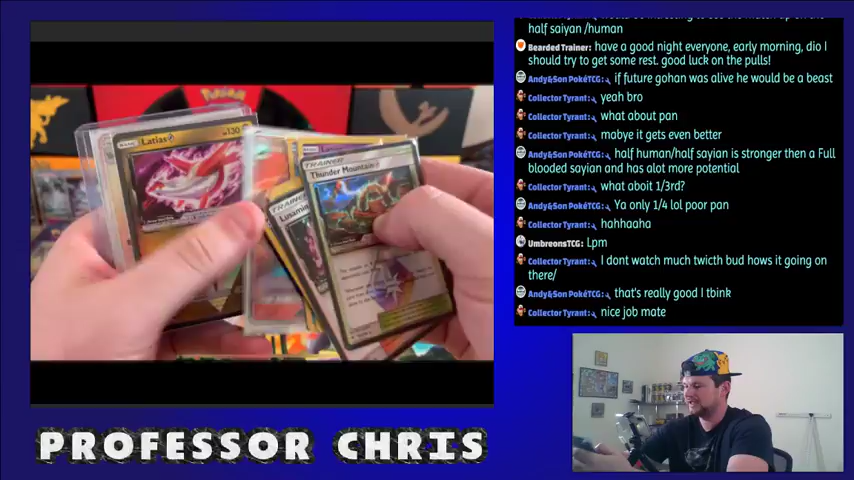 half saiyan /human
Bearded Trainer: have a good night everyone, early morning, dio I
should try to get some rest. good luck on the pulls!
Andy&Son PokéTCG: if future gohan was alive he would be a beast
Collector Tyrant: yeah bro
Collector Tyrant: what about pan
Collector Tyrant: mabye it gets even better
Andy&Son PokéTCG: half human/half sayian is stronger then a Full
blooded sayion and has alot more potential
Collector Tyrant: what aboit 1/3rd?
Andy&Son PokéTCG: Ya only 1/4 lol poor pan
Collector Tyrant: hahhaaha
UmbreonsTCG: Lpm
Collector Tyrant: I dont watch much twicth bud hows it going on
there/
Andy&Son PokéTCG: that's really good I think
Collector Tyrant: nice job mate
Latias
130
TRAINER
Thunder Mountain
TRAINER
Lusamin
PROFESSOR CHRIS